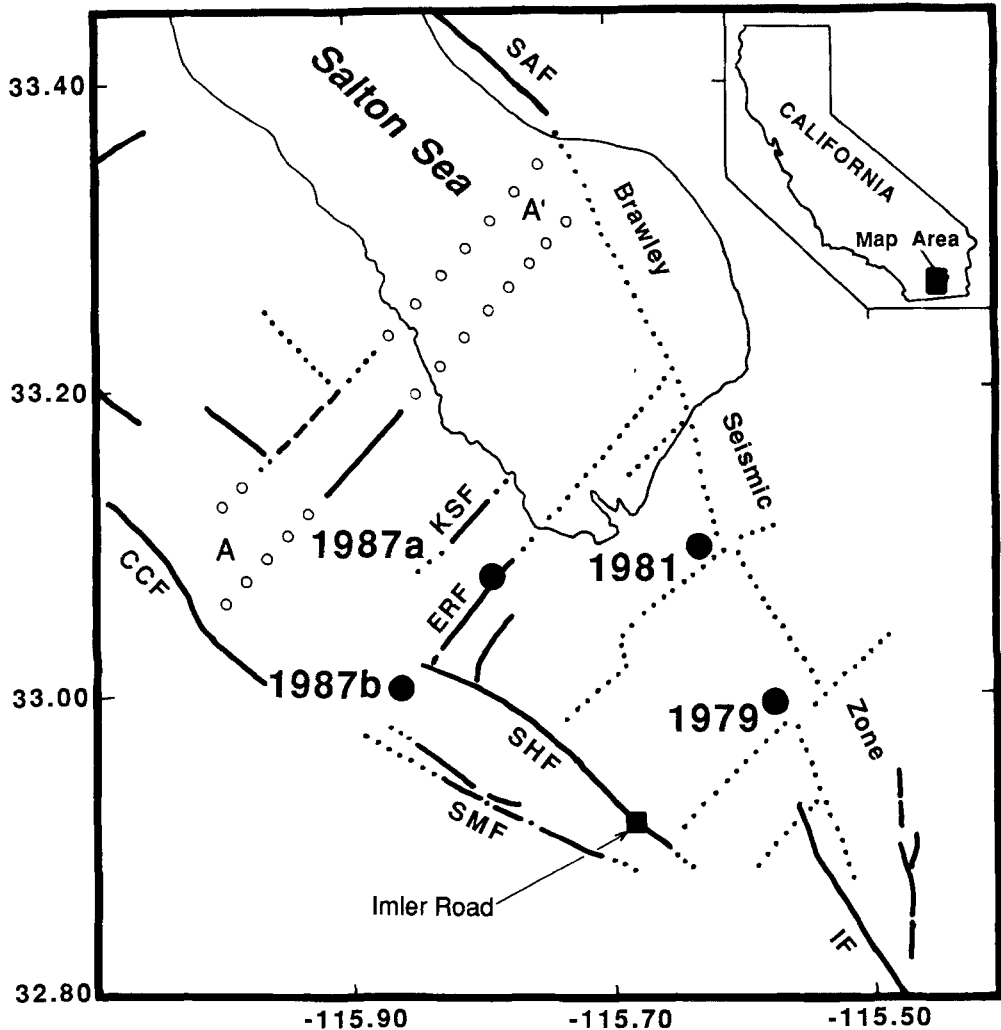 33.40
33.20
33.00
32.80
-115.90
-115.70
-115.50
SAF
Salton Sea
A'
Brawley
Seismic
Zone
CALIFORNIA
Map Area
KSF
1987a
ERF
1981
A
CCF
1987b
1979
SHF
SMF
Imler Road
IF